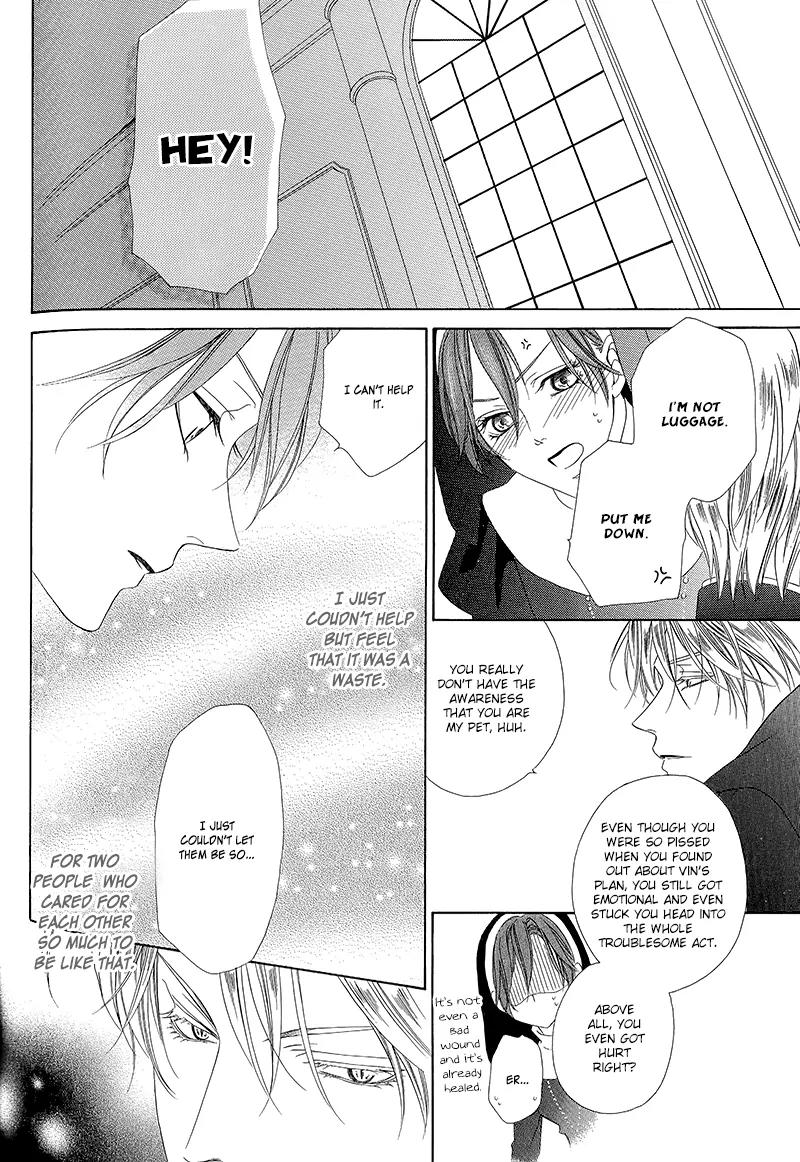 HEY!
I'M NOT
LUGGAGE.
PUT ME
DOWN.
YOU REALLY
DON'T HAVE THE
AWARENESS
THAT YOU ARE
MY PET, HUH.
EVEN THOUGH YOU
WERE SO PISSED
WHEN YOU FOUND
OUT ABOUT VIN'S
PLAN, YOU STILL GOT
EMOTIONAL AND EVEN
STUCK YOU HEAD INTO
THE WHOLE
TROUBLESOME ACT.
ABOVE
ALL, YOU
EVEN GOT
HURT
RIGHT?
ER...
It's not
even a
bad
wound
and it's
already
healed.
I CAN'T HELP
IT.
I JUST
COUDN'T HELP
BUT FEEL
THAT IT WAS A
WASTE.
I JUST
COULDN'T LET
THEM BE SO...
FOR TWO
PEOPLE WHO
CARED FOR
EACH OTHER
SO MUCH TO
BE LIKE THAT.